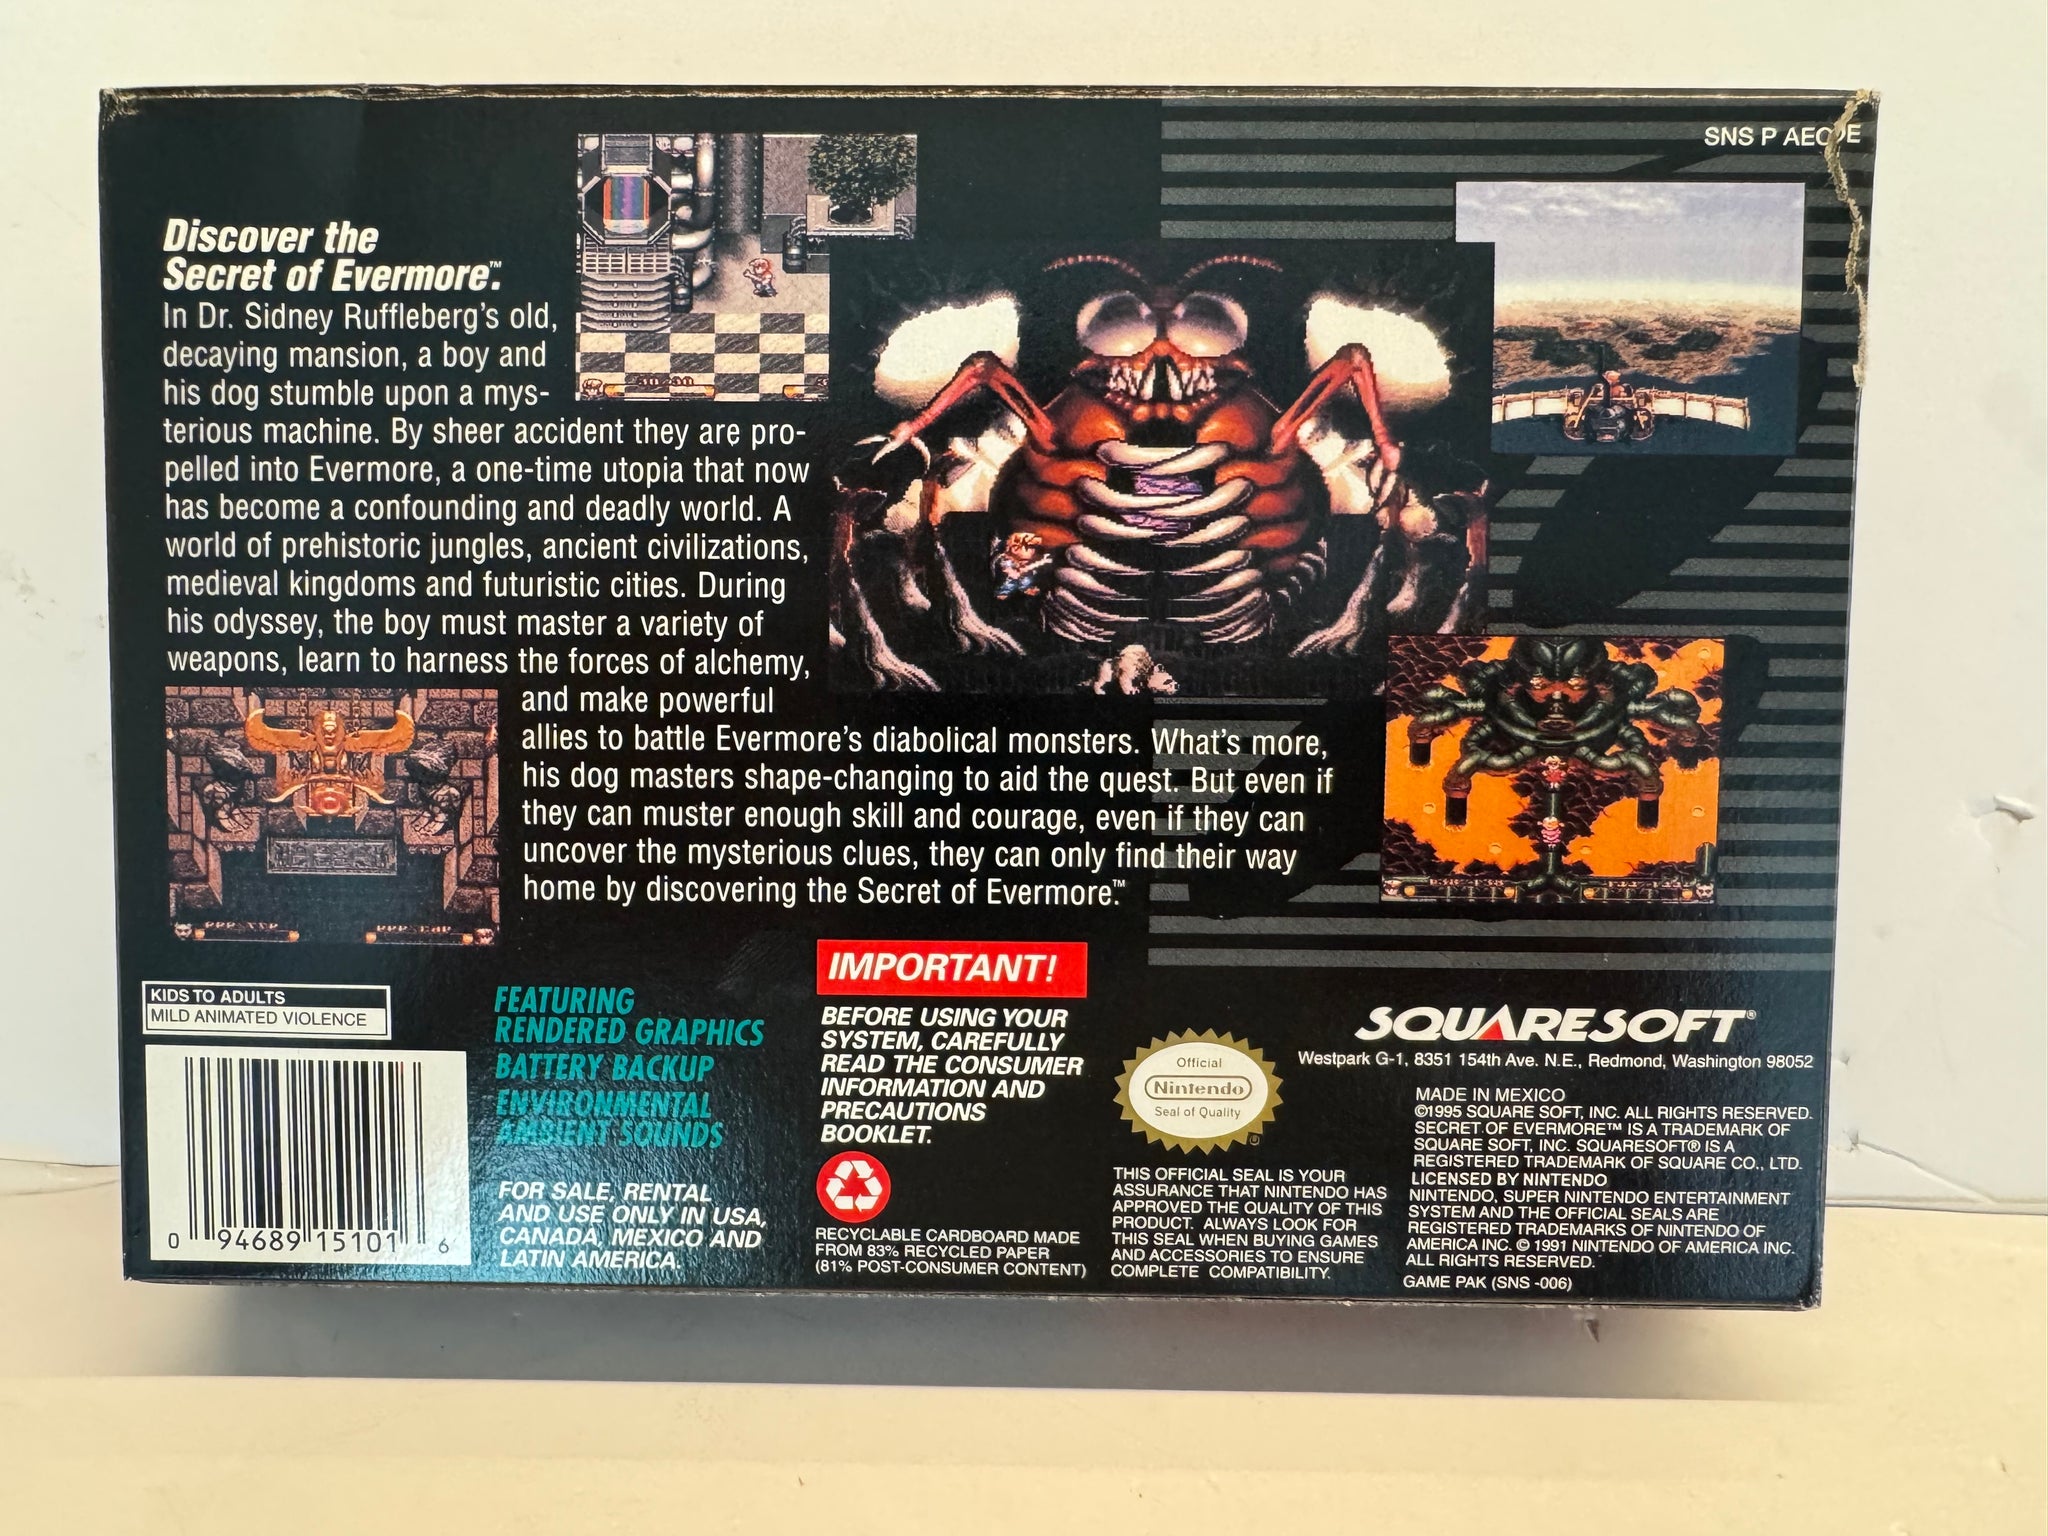 SNS P AEOE
Discover the
Secret of Evermore™.
In Dr. Sidney Ruffleberg's old,
decaying mansion, a boy and
his dog stumble upon a mys-
terious machine. By sheer accident they are pro-
pelled into Evermore, a one-time utopia that now
has become a confounding and deadly world. A
world of prehistoric jungles, ancient civilizations,
medieval kingdoms and futuristic cities. During
his odyssey, the boy must master a variety of
weapons, learn to harness the forces of alchemy,
and make powerful
allies to battle Evermore's diabolical monsters. What's more,
his dog masters shape-changing to aid the quest. But even if
they can muster enough skill and courage, even if they can
uncover the mysterious clues, they can only find their way
home by discovering the Secret of Evermore.™
KIDS TO ADULTS
MILD ANIMATED VIOLENCE
0 94689 15101 6
FEATURING
RENDERED GRAPHICS
BATTERY BACKUP
ENVIRONMENTAL
AMBIENT SOUNDS
FOR SALE, RENTAL
AND USE ONLY IN USA,
CANADA, MEXICO AND
LATIN AMERICA.
IMPORTANT!
BEFORE USING YOUR
SYSTEM, CAREFULLY
READ THE CONSUMER
INFORMATION AND
PRECAUTIONS
BOOKLET.
RECYCLABLE CARDBOARD MADE
FROM 83% RECYCLED PAPER
(81% POST-CONSUMER CONTENT)
Official
Nintendo
Seal of Quality
®
THIS OFFICIAL SEAL IS YOUR
ASSURANCE THAT NINTENDO HAS
APPROVED THE QUALITY OF THIS
PRODUCT. ALWAYS LOOK FOR
THIS SEAL WHEN BUYING GAMES
AND ACCESSORIES TO ENSURE
COMPLETE COMPATIBILITY.
SQUARESOFT®
Westpark G-1, 8351 154th Ave. N.E., Redmond, Washington 98052
MADE IN MEXICO
©1995 SQUARE SOFT, INC. ALL RIGHTS RESERVED.
SECRET OF EVERMORE™ IS A TRADEMARK OF
SQUARE SOFT, INC. SQUARESOFT® IS A
REGISTERED TRADEMARK OF SQUARE CO., LTD.
LICENSED BY NINTENDO
NINTENDO, SUPER NINTENDO ENTERTAINMENT
SYSTEM AND THE OFFICIAL SEALS ARE
REGISTERED TRADEMARKS OF NINTENDO OF
AMERICA INC. © 1991 NINTENDO OF AMERICA INC.
ALL RIGHTS RESERVED.
GAME PAK (SNS -006)